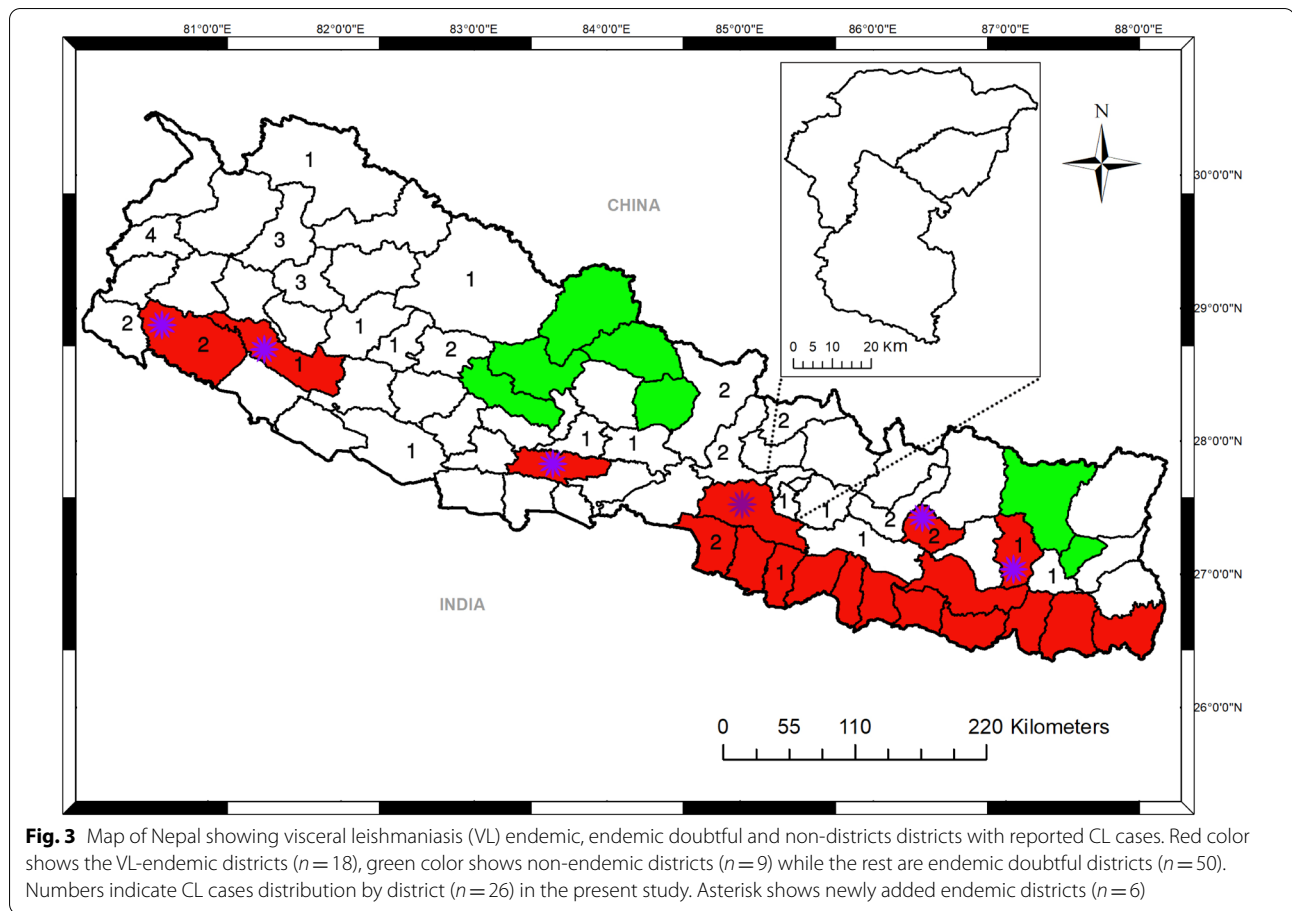 81°0'0"E 82°0'0"E 83°0'0"E 84°0'0"E 85°0'0"E 86°0'0"E 87°0'0"E 88°0'0"E
N
0 5 10 20 Km
1
30°0'0"N
CHINA
4
3
3
1
29°0'0"N
2
2
1
1
1
2
2
2
1
1
1
2
28°0'0"N
1
1
2
2
1
2
1
1
1
1
27°0'0"N
INDIA
26°0'0"N
0 55 110 220 Kilometers
Fig. 3 Map of Nepal showing visceral leishmaniasis (VL) endemic, endemic doubtful and non-districts districts with reported CL cases. Red color
shows the VL-endemic districts (n = 18), green color shows non-endemic districts (n = 9) while the rest are endemic doubtful districts (n = 50).
Numbers indicate CL cases distribution by district (n = 26) in the present study. Asterisk shows newly added endemic districts (n = 6)